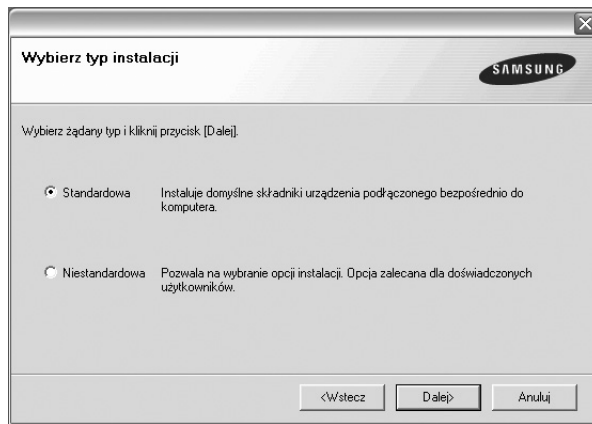 Wybierz typ instalacji
SAMSUNG
Wybierz żądany typ i kliknij przycisk [Dalej].
Standardowa Instaluje domyślne składniki urządzenia podłączonego bezpośrednio do
komputera.
Niestandardowa Pozwala na wybranie opcji instalacji. Opcja zalecana dla doświadczonych
użytkowników.
<Wstecz Dalej> Anuluj